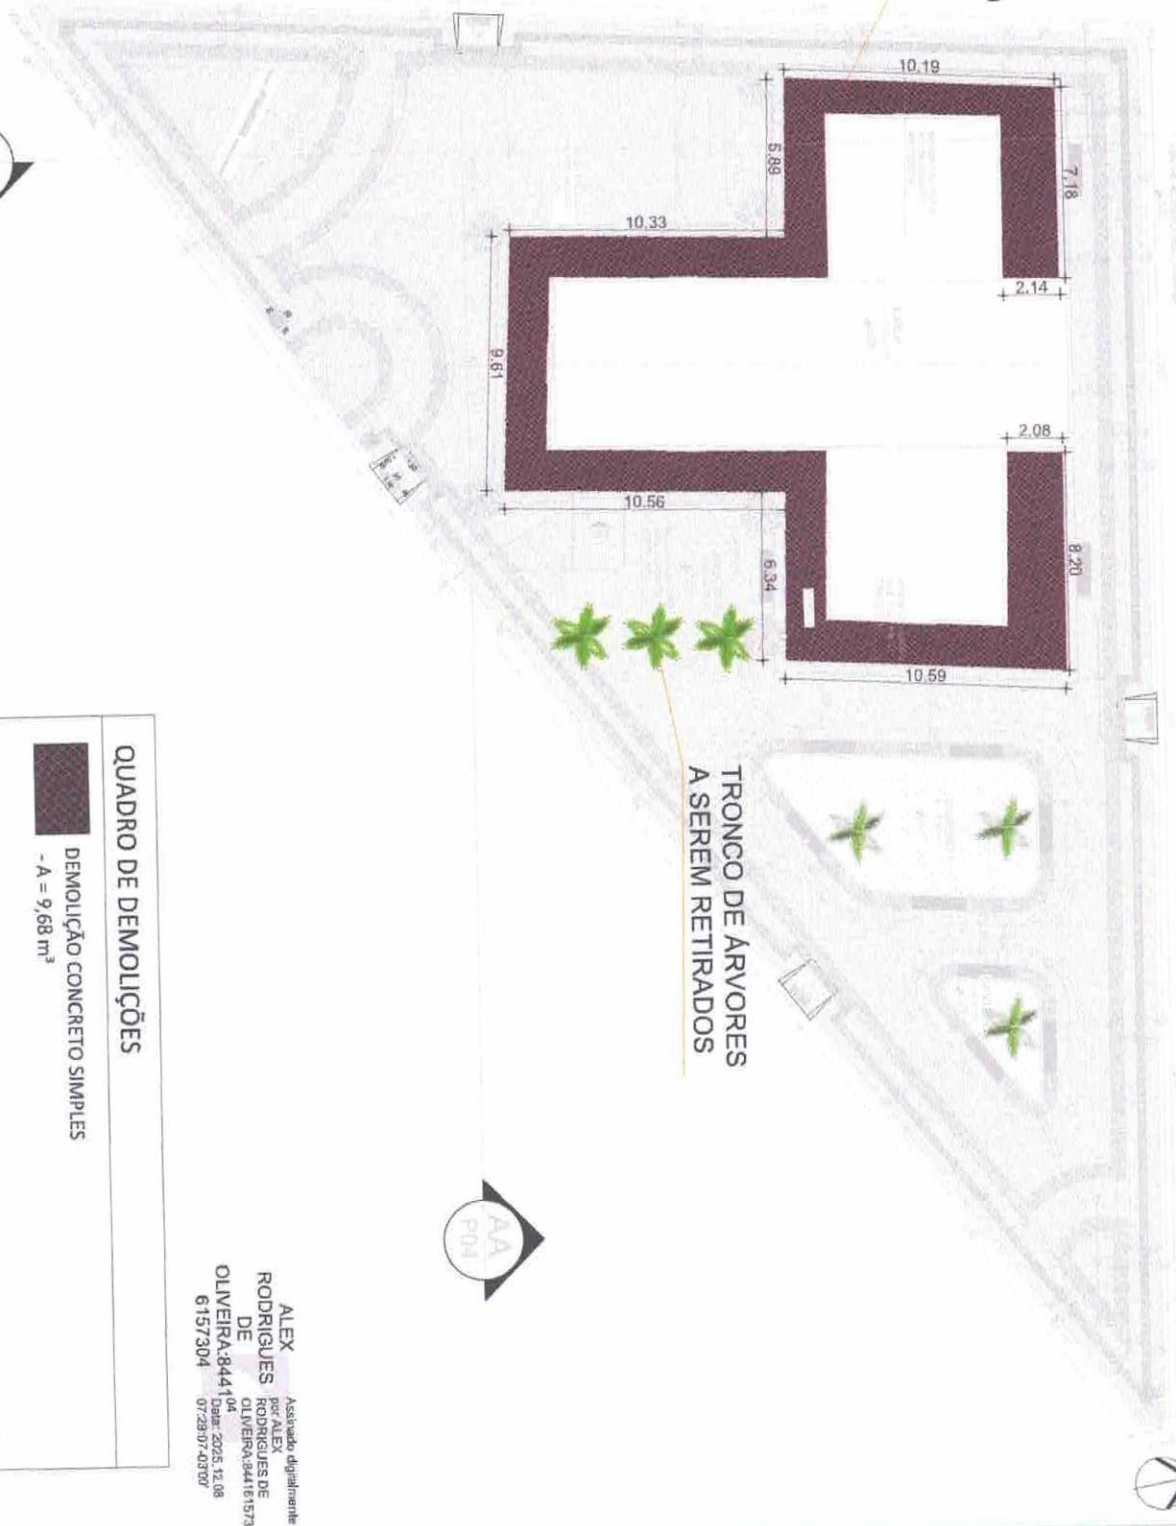 10.19
7.18
5.89
10.33
2.14
9.61
2.08
10.56
8.20
6.34
10.59
TRONCO DE ÁRVORES
A SEREM RETIRADOS
QUADRO DE DEMOLIÇÕES
DEMOLIÇÃO CONCRETO SIMPLES
- A = 9,68 m³
AA
P04
ALEX
RODRIGUES
DE
OLIVEIRA:8441
6157304
Assinado digitalmente
por ALEX
RODRIGUES DE
OLIVEIRA:844161573
04
Data: 2025.12.08
07:29:07-03'00'